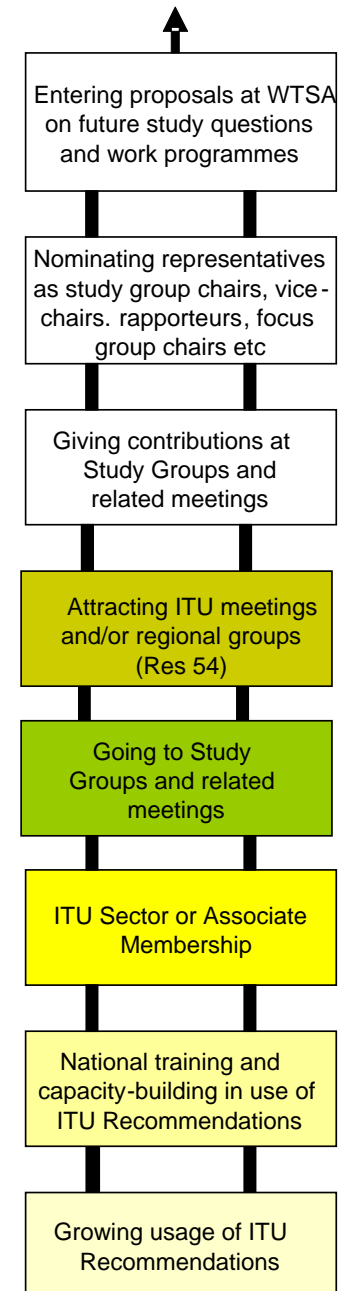 Entering proposals at WTSA
on future study questions
and work programmes
Nominating representatives
as study group chairs, vice-
chairs. rapporteurs, focus
group chairs etc
Giving contributions at
Study Groups and
related meetings
Attracting ITU meetings
and/or regional groups
(Res 54)
Going to Study
Groups and related
meetings
ITU Sector or Associate
Membership
National training and
capacity-building in use of
ITU Recommendations
Growing usage of ITU
Recommendations